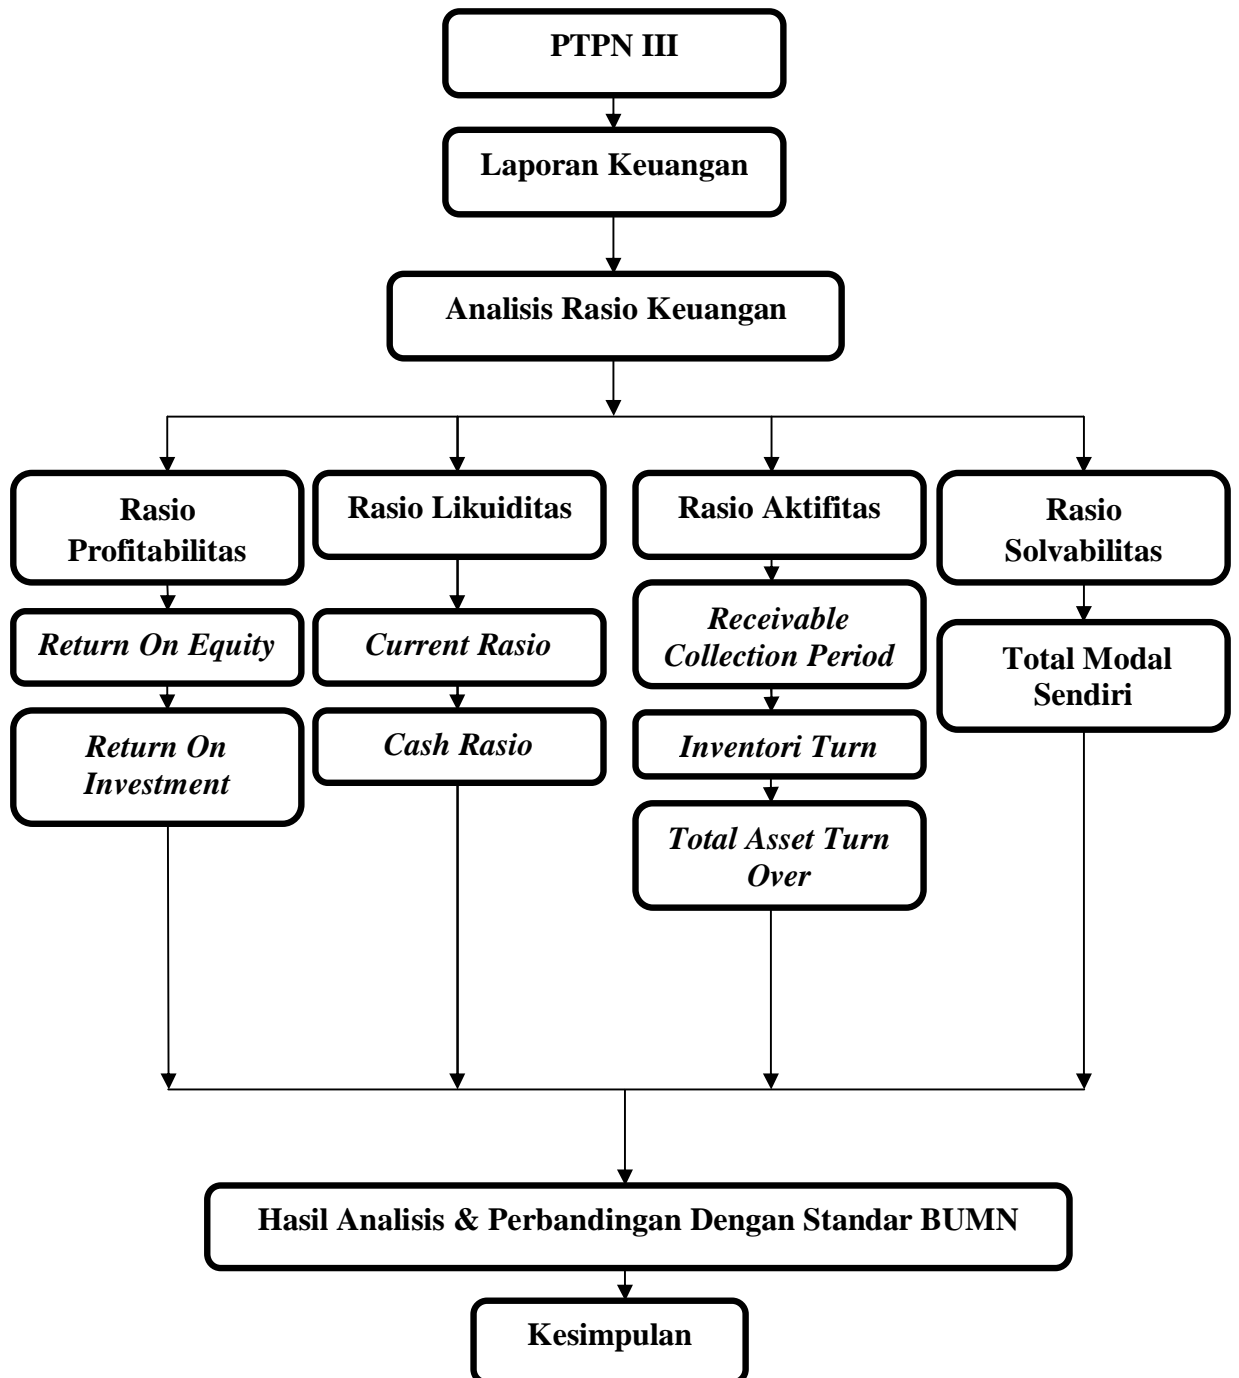 PTPN III
Laporan Keuangan
Analisis Rasio Keuangan
Rasio
Profitabilitas
Return On Equity
Return On
Investment
Rasio Likuiditas
Current Rasio
Cash Rasio
Rasio Aktifitas
Receivable
Collection Period
Inventori Turn
Total Asset Turn
Over
Rasio
Solvabilitas
Total Modal
Sendiri
Hasil Analisis & Perbandingan Dengan Standar BUMN
Kesimpulan